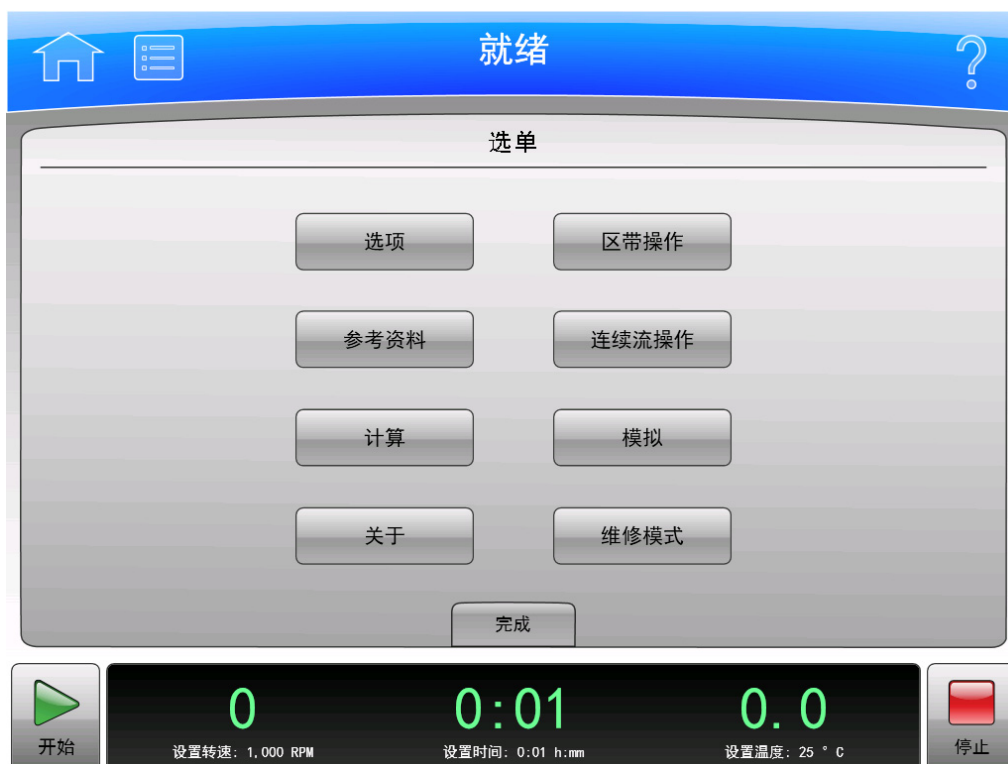 就绪
选单
选项 区带操作
参考资料 连续流操作
计算 模拟
关于 维修模式
完成
0 0:01 0.0
开始 设置转速: 1,000 RPM 设置时间: 0:01 h:mm 设置温度: 25 ° C 停止